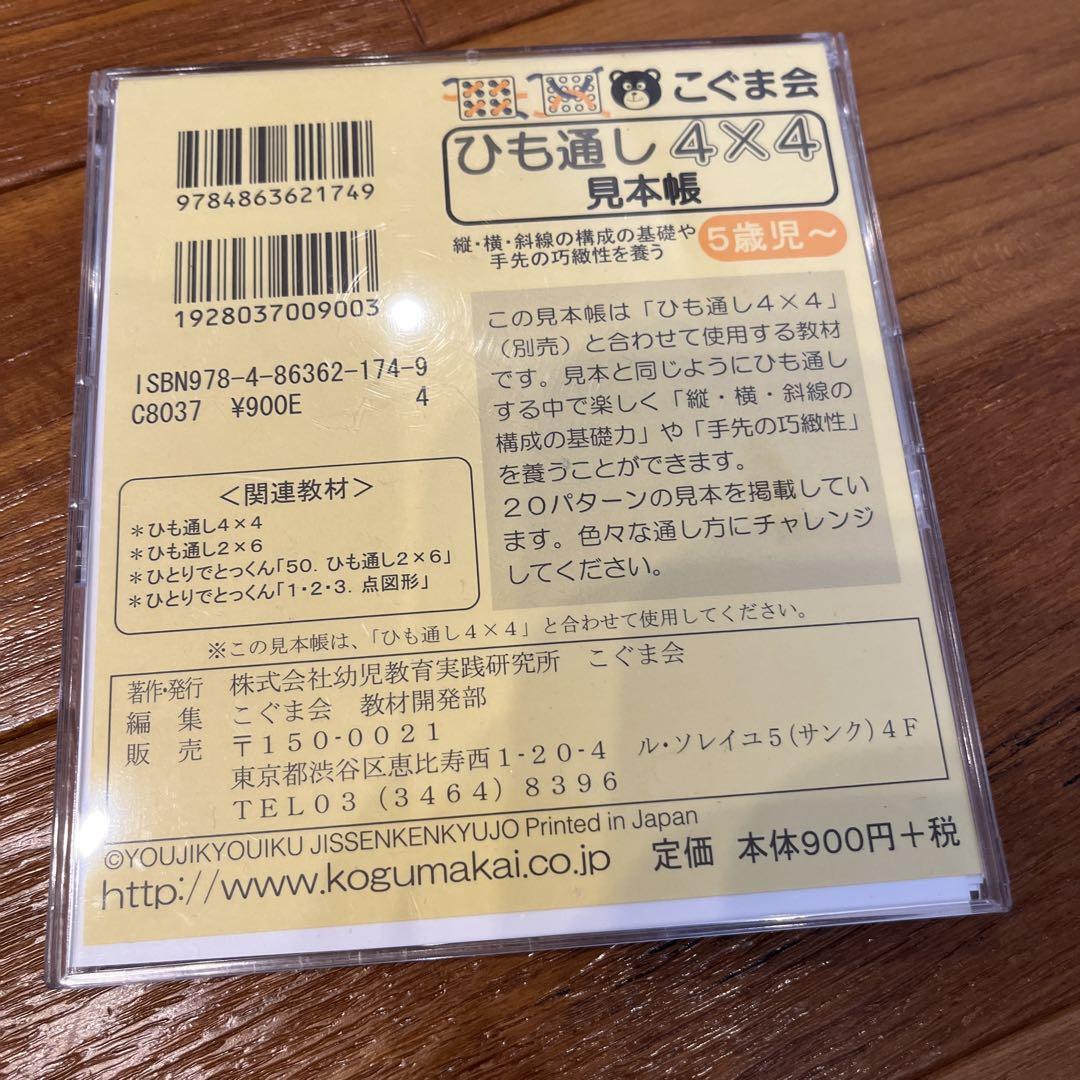 こぐま会
ひも通し4×4
見本帳
縦・横・斜線の構成の基礎や
手先の巧緻性を養う
5歳児～
9784863621749
1928037009003
ISBN978-4-86362-174-9
C8037 ¥900E 4
この見本帳は「ひも通し４×４」
（別売）と合わせて使用する教材
です。見本と同じようにひも通し
する中で楽しく「縦・横・斜線の
構成の基礎力」や「手先の巧緻性」
を養うことができます。
２０パターンの見本を掲載してい
ます。色々な通し方にチャレンジ
してください。
＜関連教材＞
＊ひも通し４×４
＊ひも通し２×６
＊ひとりでとっくん「５０．ひも通し２×６」
＊ひとりでとっくん「１・２・３．点図形」
※この見本帳は、「ひも通し４×４」と合わせて使用してください。
著作・発行 株式会社幼児教育実践研究所 こぐま会
編集 こぐま会 教材開発部
販売 〒１５０-００２１
東京都渋谷区恵比寿西１-２０-４ ル・ソレイユ５（サンク）４Ｆ
ＴＥＬ０３（３４６４）８３９６
©YOUJIKYOUIKU JISSENKENKYUJO Printed in Japan
http://www.kogumakai.co.jp 定価 本体900円＋税